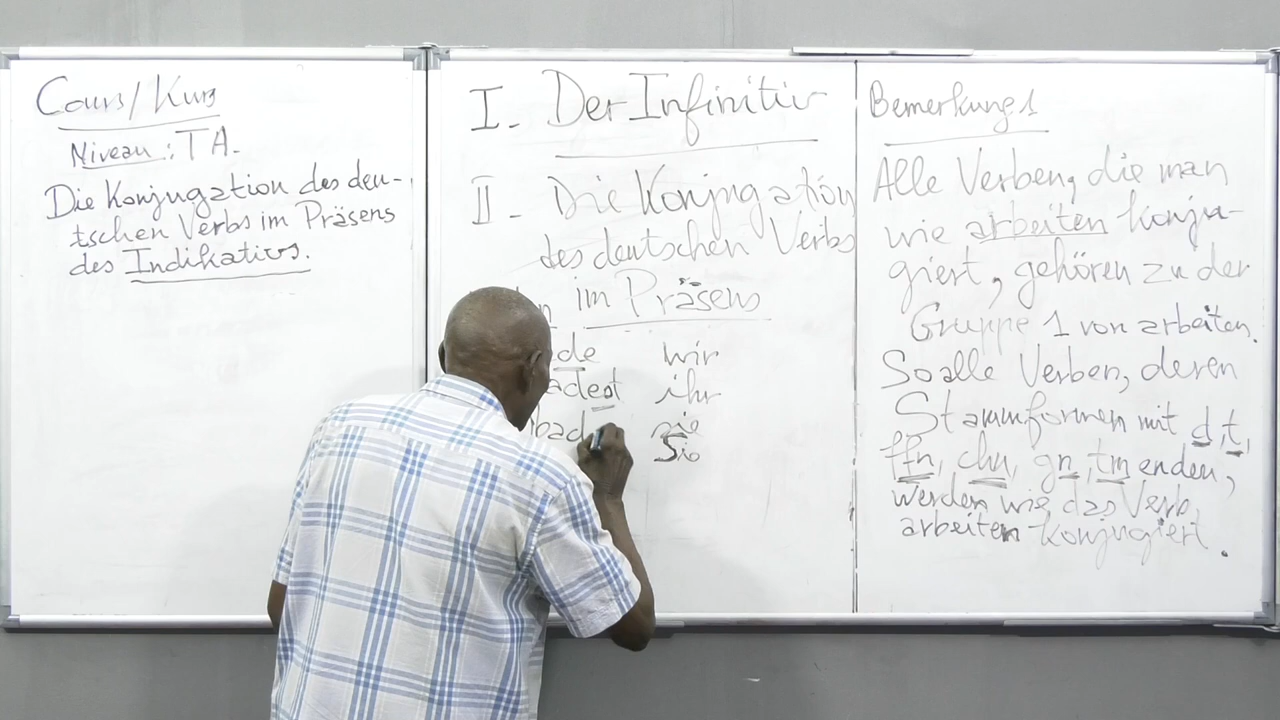 Cours/Kurs
Niveau : TA.
Die Konjugation des deu-
tschen Verbs im Präsens
des Indikativs.
I - Der Infinitiv
II - Die Konjugation
des deutschen Verbs
im Präsens
wir
ihr
sie
Sie
Bemerkung 1
Alle Verben, die man
wie arbeiten konju-
giert, gehören zu der
Gruppe 1 von arbeiten.
So alle Verben, deren
Stammformen mit d, t,
ffn, chn, gn, tm enden,
werden wie das Verb
arbeiten konjugiert.